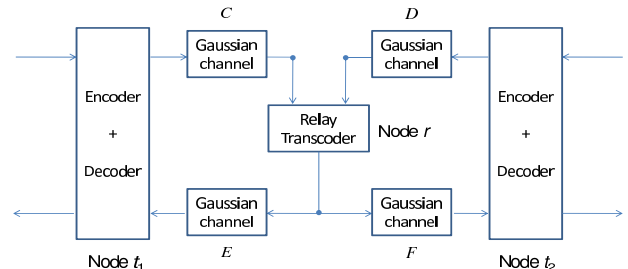 C
D
Gaussian
channel
Gaussian
channel
Encoder
+
Decoder
Relay
Transcoder
Node r
Encoder
+
Decoder
Gaussian
channel
Gaussian
channel
E
F
Node t₁
Node t₂